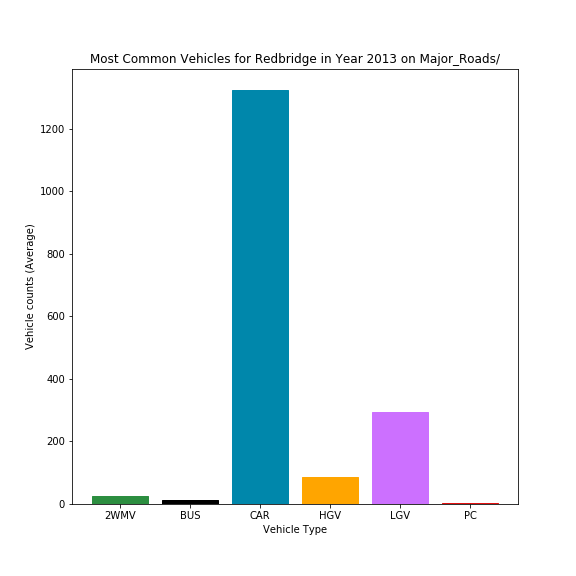 Most Common Vehicles for Redbridge in Year 2013 on Major_Roads/
Vehicle counts (Average)
1200
1000
800
600
400
200
0
2WMV BUS CAR HGV LGV PC
Vehicle Type